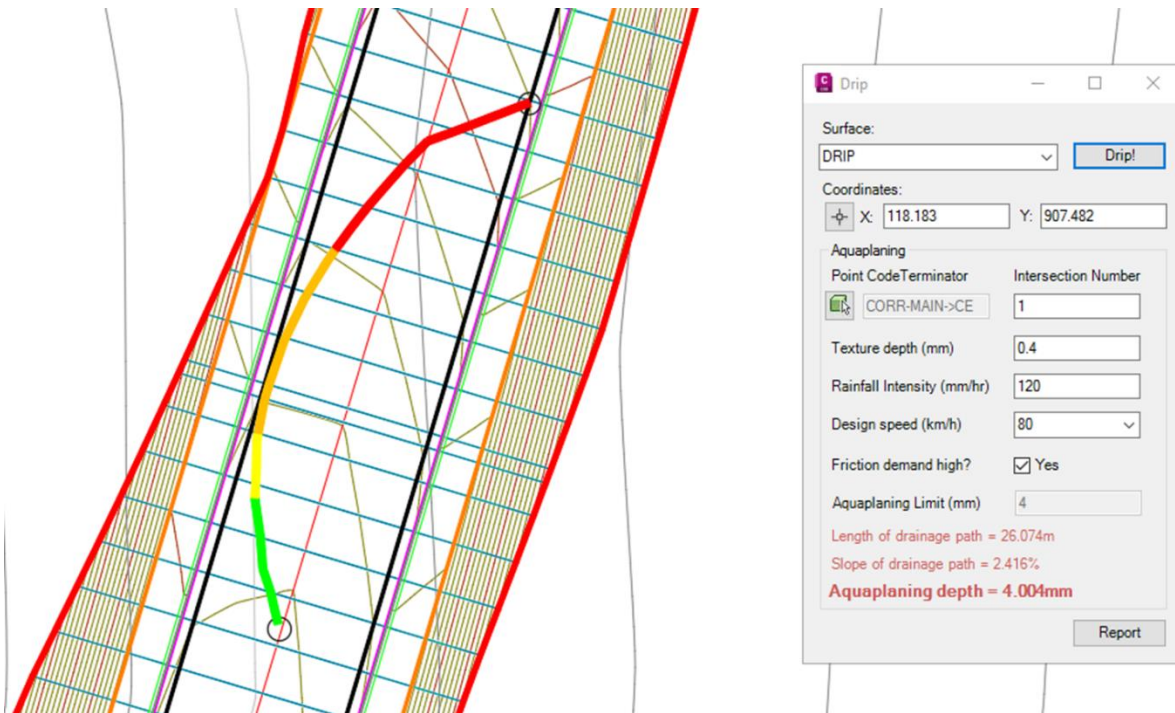 Drip
Surface:
DRIP
Drip!
Coordinates:
X: 118.183 Y: 907.482
Aquaplaning
Point CodeTerminator Intersection Number
CORR-MAIN->CE 1
Texture depth (mm) 0.4
Rainfall Intensity (mm/hr) 120
Design speed (km/h) 80
Friction demand high? Yes
Aquaplaning Limit (mm) 4
Length of drainage path = 26.074m
Slope of drainage path = 2.416%
Aquaplaning depth = 4.004mm
Report